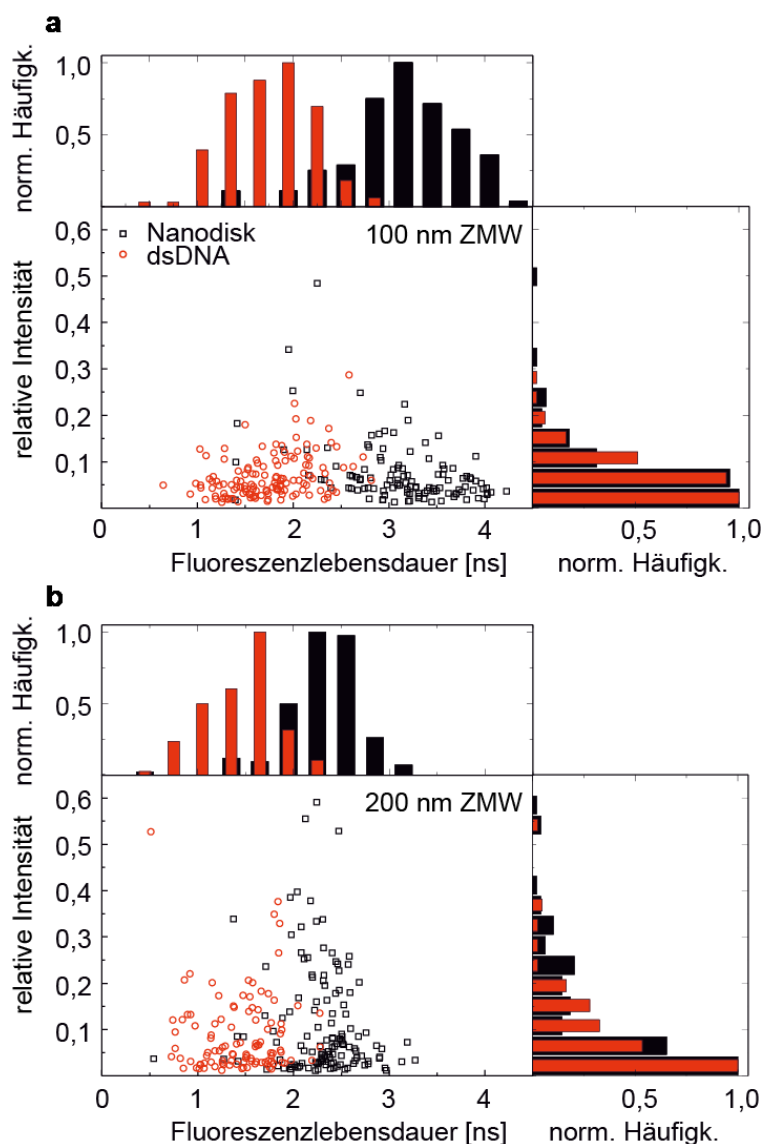 a
norm. Häufigk.
1,0
0,5
relative Intensität
0,6
0,5
0,4
0,3
0,2
0,1
Nanodisk
dsDNA
100 nm ZMW
0 1 2 3 4
Fluoreszenzlebensdauer [ns]
0,5 1,0
norm. Häufigk.
b
norm. Häufigk.
1,0
0,5
relative Intensität
0,6
0,5
0,4
0,3
0,2
0,1
200 nm ZMW
0 1 2 3 4
Fluoreszenzlebensdauer [ns]
0,5 1,0
norm. Häufigk.